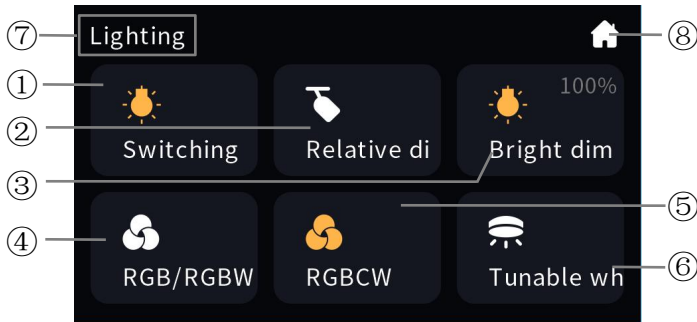 ⑦ Lighting ⑧
① 100%
Switching Relative di Bright dim
②
③
④ ⑤
RGB/RGBW RGBCW Tunable wh ⑥